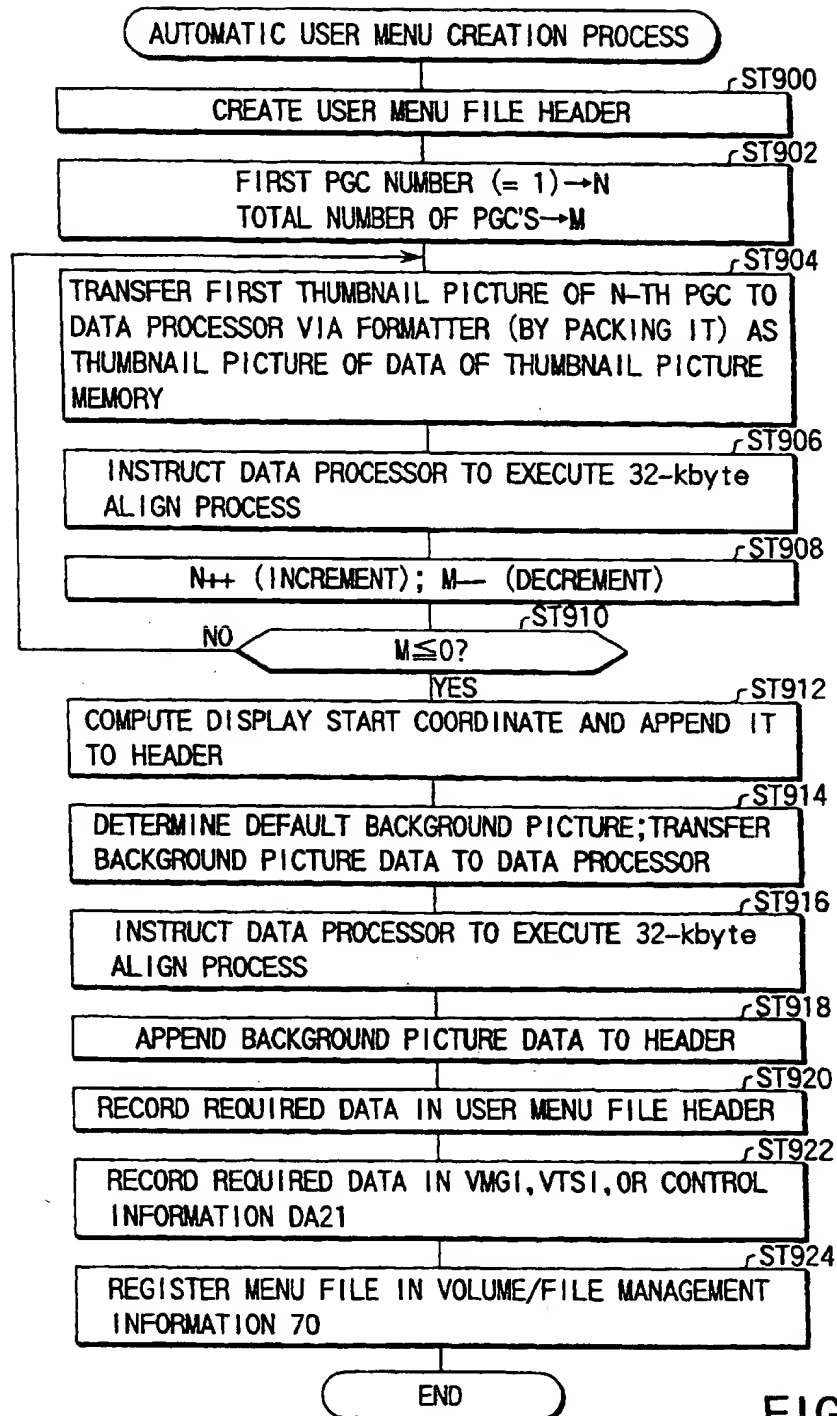 AUTOMATIC USER MENU CREATION PROCESS
ST900
CREATE USER MENU FILE HEADER
ST902
FIRST PGC NUMBER (= 1)→N
TOTAL NUMBER OF PGC'S→M
ST904
TRANSFER FIRST THUMBNAIL PICTURE OF N-TH PGC TO
DATA PROCESSOR VIA FORMATTER (BY PACKING IT) AS
THUMBNAIL PICTURE OF DATA OF THUMBNAIL PICTURE
MEMORY
ST906
INSTRUCT DATA PROCESSOR TO EXECUTE 32-kbyte
ALIGN PROCESS
ST908
N++ (INCREMENT); M-- (DECREMENT)
ST910
NO
M≦0?
YES
ST912
COMPUTE DISPLAY START COORDINATE AND APPEND IT
TO HEADER
ST914
DETERMINE DEFAULT BACKGROUND PICTURE;TRANSFER
BACKGROUND PICTURE DATA TO DATA PROCESSOR
ST916
INSTRUCT DATA PROCESSOR TO EXECUTE 32-kbyte
ALIGN PROCESS
ST918
APPEND BACKGROUND PICTURE DATA TO HEADER
ST920
RECORD REQUIRED DATA IN USER MENU FILE HEADER
ST922
RECORD REQUIRED DATA IN VMGI,VTSI,OR CONTROL
INFORMATION DA21
ST924
REGISTER MENU FILE IN VOLUME/FILE MANAGEMENT
INFORMATION 70
END
FIG